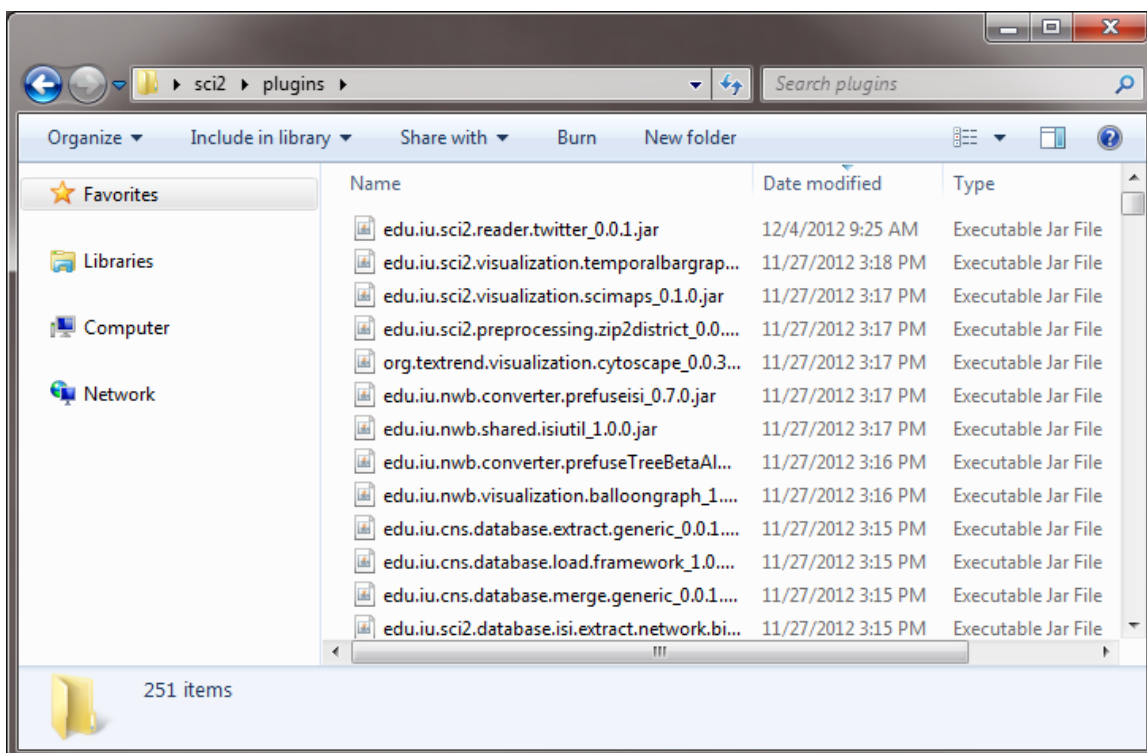 sci2 plugins
Search plugins
Organize Include in library Share with Burn New folder
Favorites
Libraries
Computer
Network
Name Date modified Type
edu.iu.sci2.reader.twitter_0.0.1.jar 12/4/2012 9:25 AM Executable Jar File
edu.iu.sci2.visualization.temporalbargrap... 11/27/2012 3:18 PM Executable Jar File
edu.iu.sci2.visualization.scimaps_0.1.0.jar 11/27/2012 3:17 PM Executable Jar File
edu.iu.sci2.preprocessing.zip2district_0.0.... 11/27/2012 3:17 PM Executable Jar File
org.textrend.visualization.cytoscape_0.0.3... 11/27/2012 3:17 PM Executable Jar File
edu.iu.nwb.converter.prefuseisi_0.7.0.jar 11/27/2012 3:17 PM Executable Jar File
edu.iu.nwb.shared.isiutil_1.0.0.jar 11/27/2012 3:17 PM Executable Jar File
edu.iu.nwb.converter.prefuseTreeBetaAl... 11/27/2012 3:16 PM Executable Jar File
edu.iu.nwb.visualization.balloongraph_1.... 11/27/2012 3:16 PM Executable Jar File
edu.iu.cns.database.extract.generic_0.0.1.... 11/27/2012 3:15 PM Executable Jar File
edu.iu.cns.database.load.framework_1.0.... 11/27/2012 3:15 PM Executable Jar File
edu.iu.cns.database.merge.generic_0.0.1.... 11/27/2012 3:15 PM Executable Jar File
edu.iu.sci2.database.isi.extract.network.bi... 11/27/2012 3:15 PM Executable Jar File
251 items